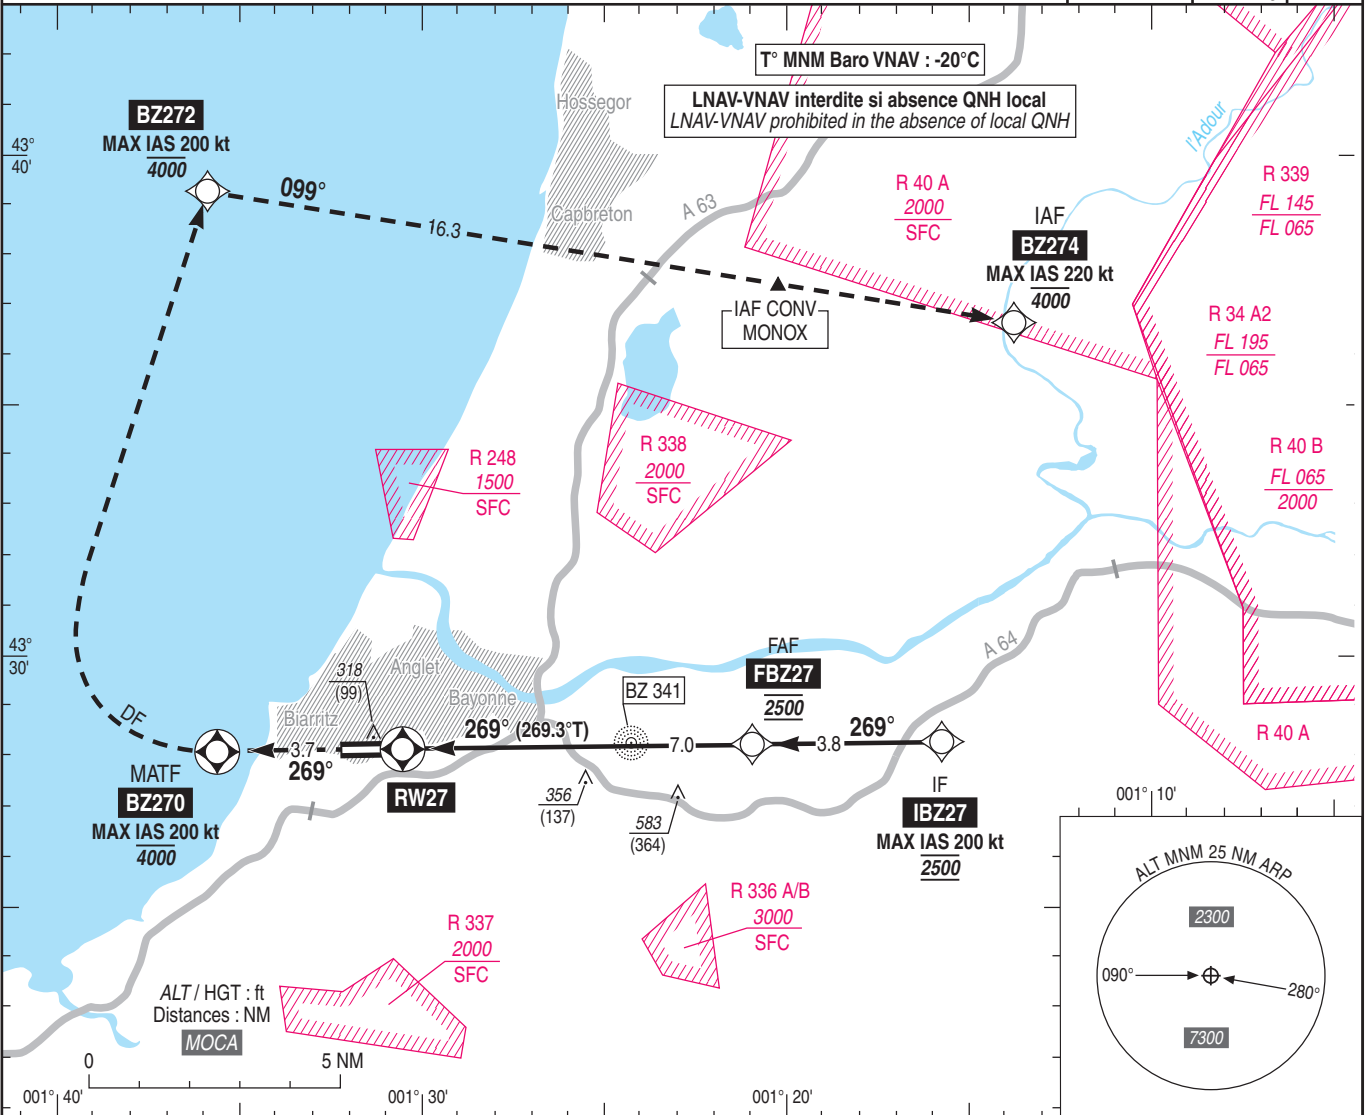 T° MNM Baro VNAV : -20°C
LNAV-VNAV interdite si absence QNH local
LNAV-VNAV prohibited in the absence of local QNH
Hossegor
Capbreton
l'Adour
BZ272
MAX IAS 200 kt
4000
43°
40'
099°
16.3
A 63
R 40 A
2000
SFC
R 339
FL 145
FL 065
IAF
BZ274
MAX IAS 220 kt
4000
IAF CONV
MONOX
R 34 A2
FL 195
FL 065
R 248
1500
SFC
R 338
2000
SFC
R 40 B
FL 065
2000
43°
30'
318
(99)
Anglet
Bayonne
Biarritz
BZ 341
FAF
FBZ27
2500
A 64
DF
3.7
269°
269° (269.3°T)
7.0
3.8
269°
R 40 A
MATF
BZ270
MAX IAS 200 kt
4000
RW27
356
(137)
583
(364)
IF
IBZ27
MAX IAS 200 kt
2500
001° 10'
ALT MNM 25 NM ARP
2300
090°
280°
7300
R 336 A/B
3000
SFC
R 337
2000
SFC
ALT / HGT : ft
Distances : NM
MOCA
0
5 NM
001° 40'
001° 30'
001° 20'